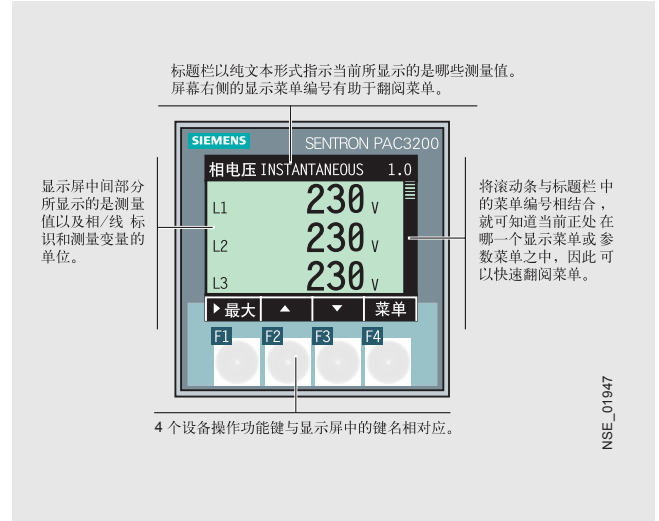 标题栏以纯文本形式指示当前所显示的是哪些测量值。
屏幕右侧的显示菜单编号有助于翻阅菜单。
SIEMENS
SENTRON PAC3200
相电压 INSTANTANEOUS 1.0
L1 230 V
L2 230 V
L3 230 V
最大 菜单
F1 F2 F3 F4
显示屏中间部分
所显示的是测量
值以及相/线 标
识和测量变量的
单位。
将滚动条与标题栏 中
的菜单编号相结合，
就可知道当前正处 在
哪一个显示菜单或 参
数菜单之中，因此 可
以快速翻阅菜单。
4 个设备操作功能键与显示屏中的键名相对应。
NSE_01947